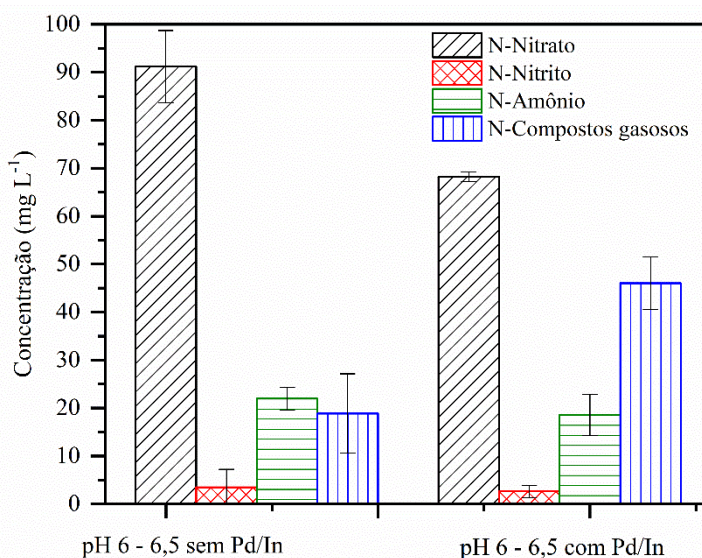 100
90
80
70
60
50
40
30
20
10
0
Concentração (mg L⁻¹)
N-Nitrato
N-Nitrito
N-Amônio
N-Compostos gasosos
pH 6 - 6,5 sem Pd/In
pH 6 - 6,5 com Pd/In